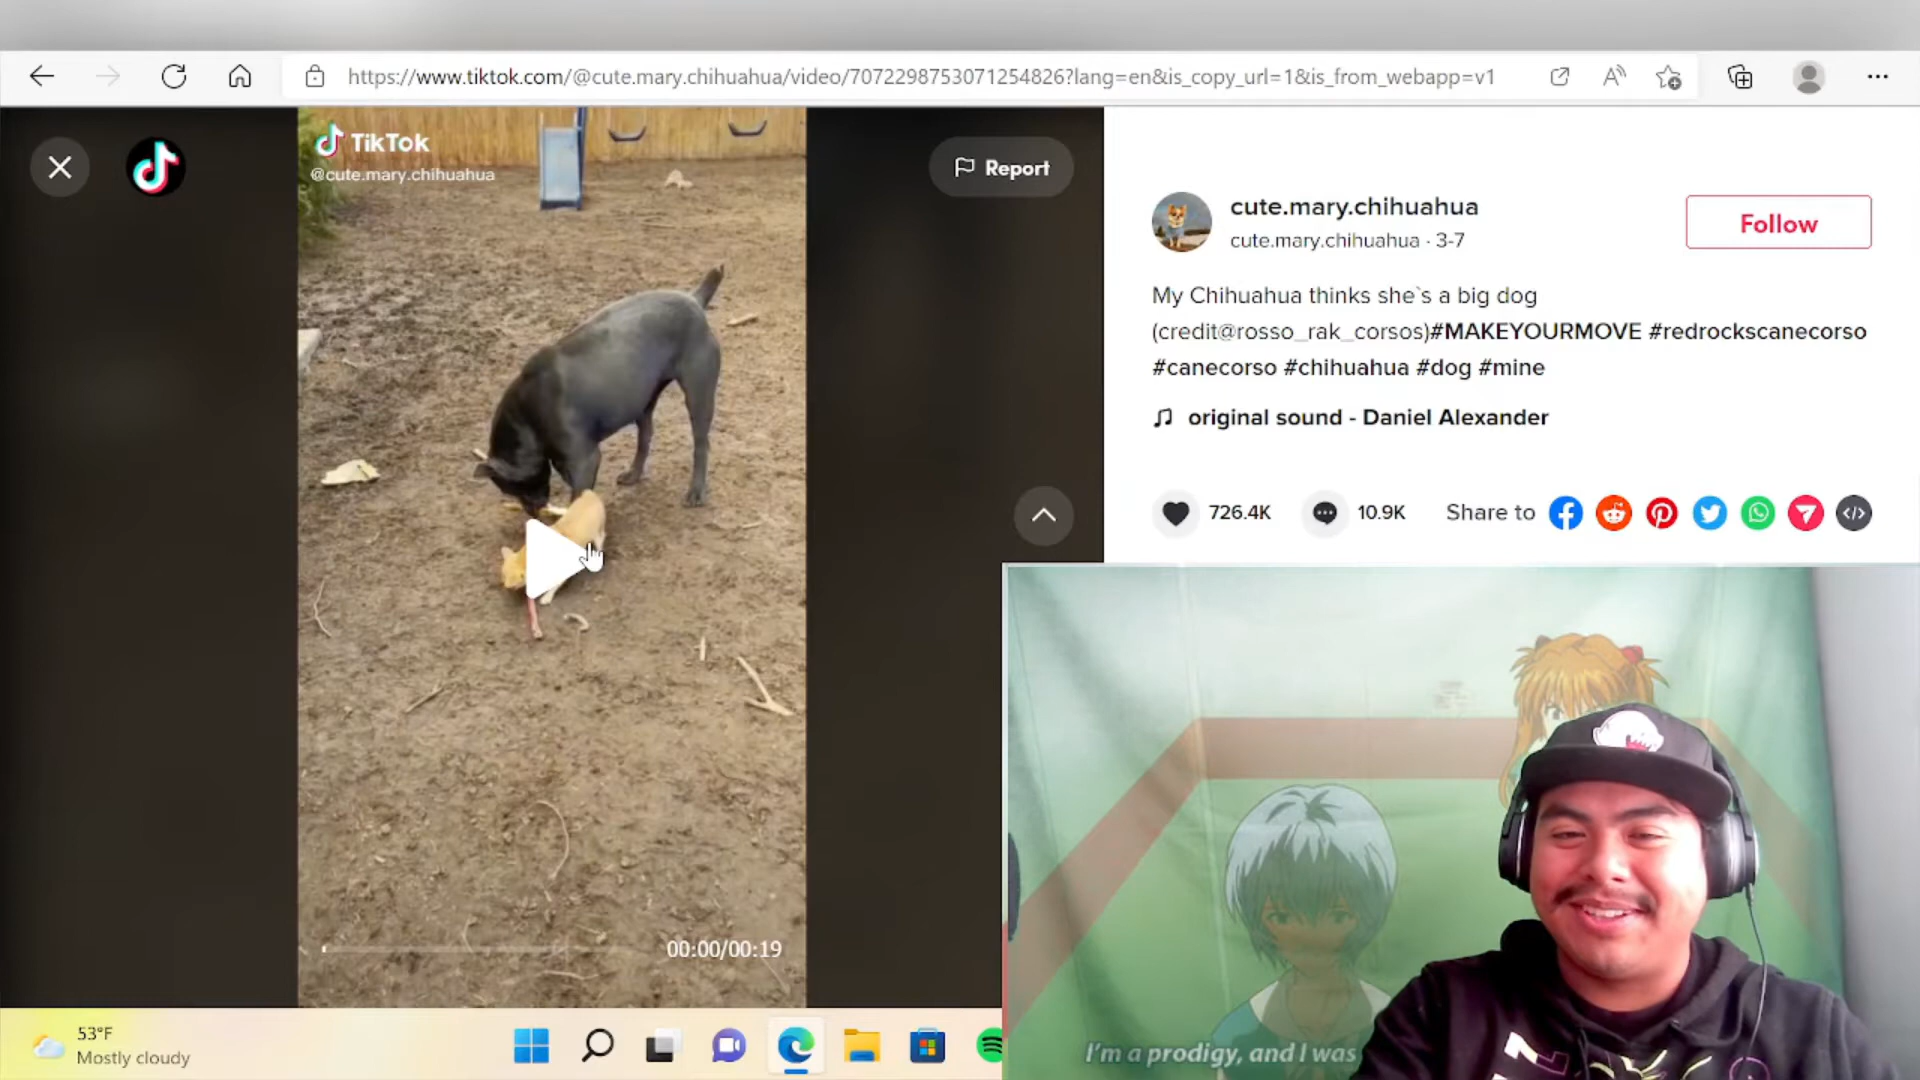 https://www.tiktok.com/@cute.mary.chihuahua/video/7072298753071254826?lang=en&is_copy_url=1&is_from_webapp=v1
TikTok
@cute.mary.chihuahua
Report
cute.mary.chihuahua
cute.mary.chihuahua · 3-7
Follow
My Chihuahua thinks she`s a big dog
(credit@rosso_rak_corsos)#MAKEYOURMOVE #redrockscanecorso
#canecorso #chihuahua #dog #mine
original sound - Daniel Alexander
726.4K
10.9K
Share to
00:00/00:19
I'm a prodigy, and I was
53°F
Mostly cloudy